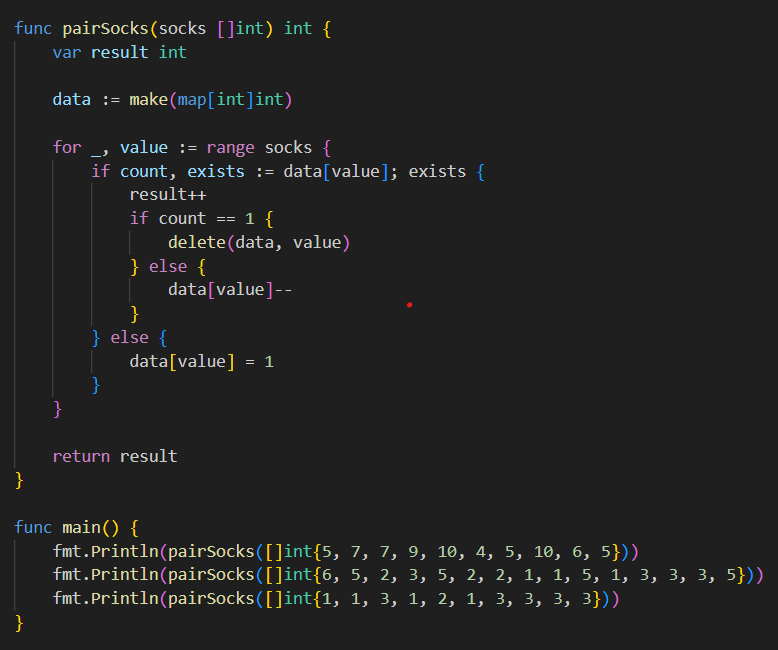 func pairSocks(socks []int) int {
    var result int

    data := make(map[int]int)

    for _, value := range socks {
        if count, exists := data[value]; exists {
            result++
            if count == 1 {
                delete(data, value)
            } else {
                data[value]--
            }
        } else {
            data[value] = 1
        }
    }

    return result
}

func main() {
    fmt.Println(pairSocks([]int{5, 7, 7, 9, 10, 4, 5, 10, 6, 5}))
    fmt.Println(pairSocks([]int{6, 5, 2, 3, 5, 2, 2, 1, 1, 5, 1, 3, 3, 3, 5}))
    fmt.Println(pairSocks([]int{1, 1, 3, 1, 2, 1, 3, 3, 3, 3}))
}